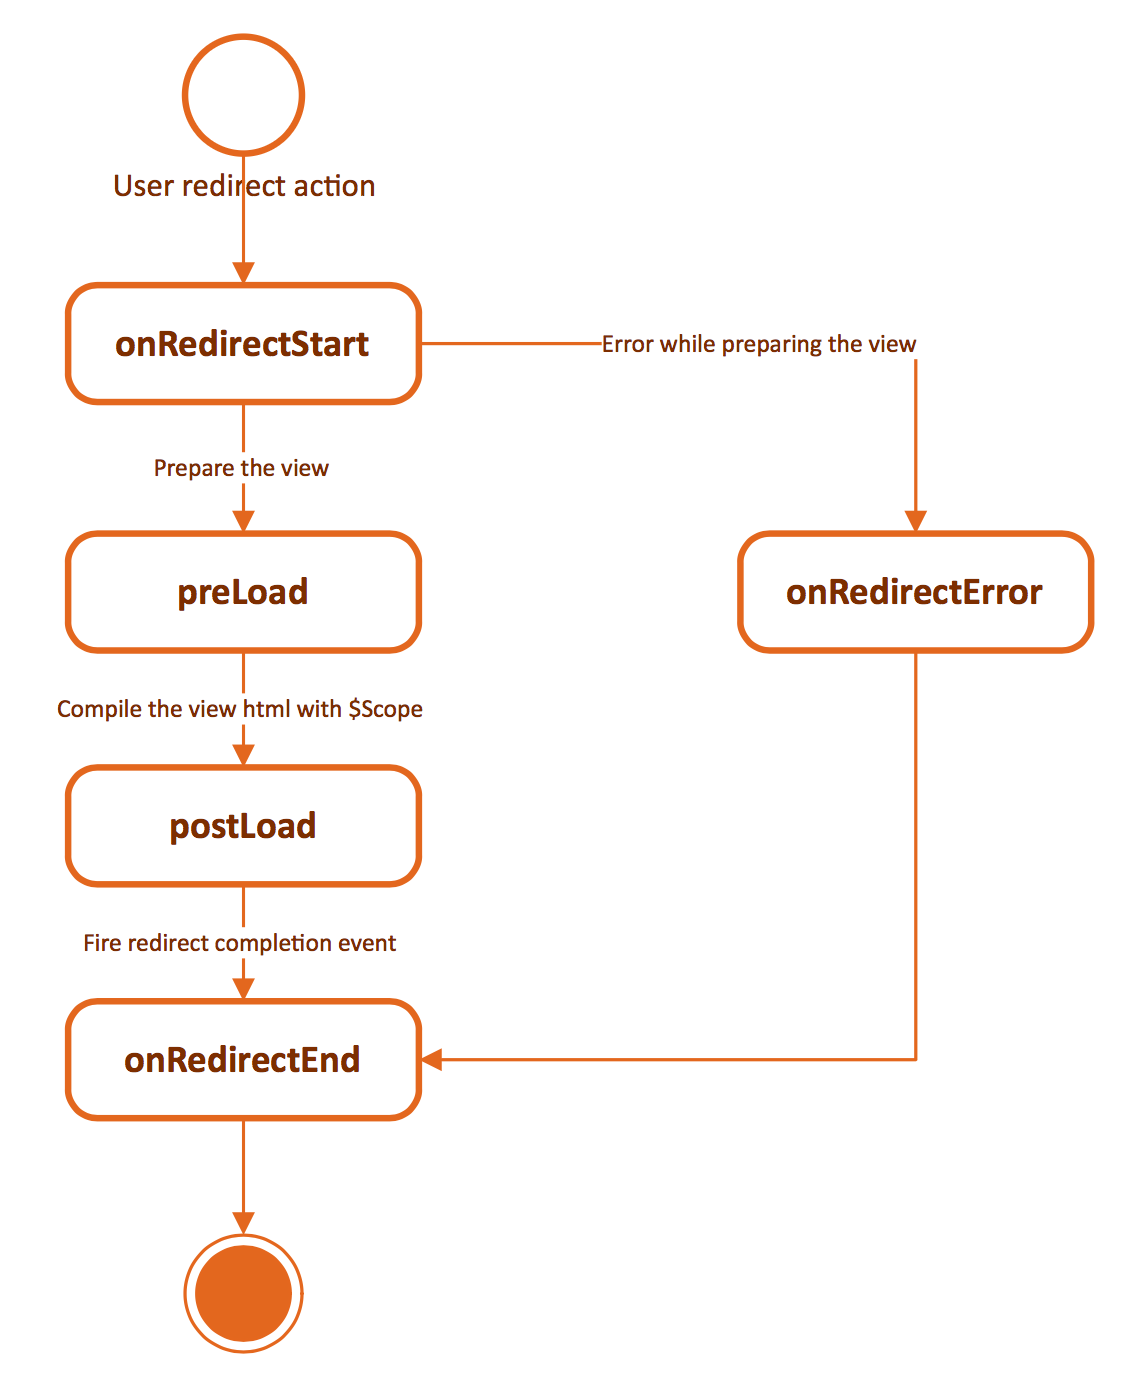 User redirect action
onRedirectStart
Error while preparing the view
Prepare the view
preLoad
onRedirectError
Compile the view html with $Scope
postLoad
Fire redirect completion event
onRedirectEnd